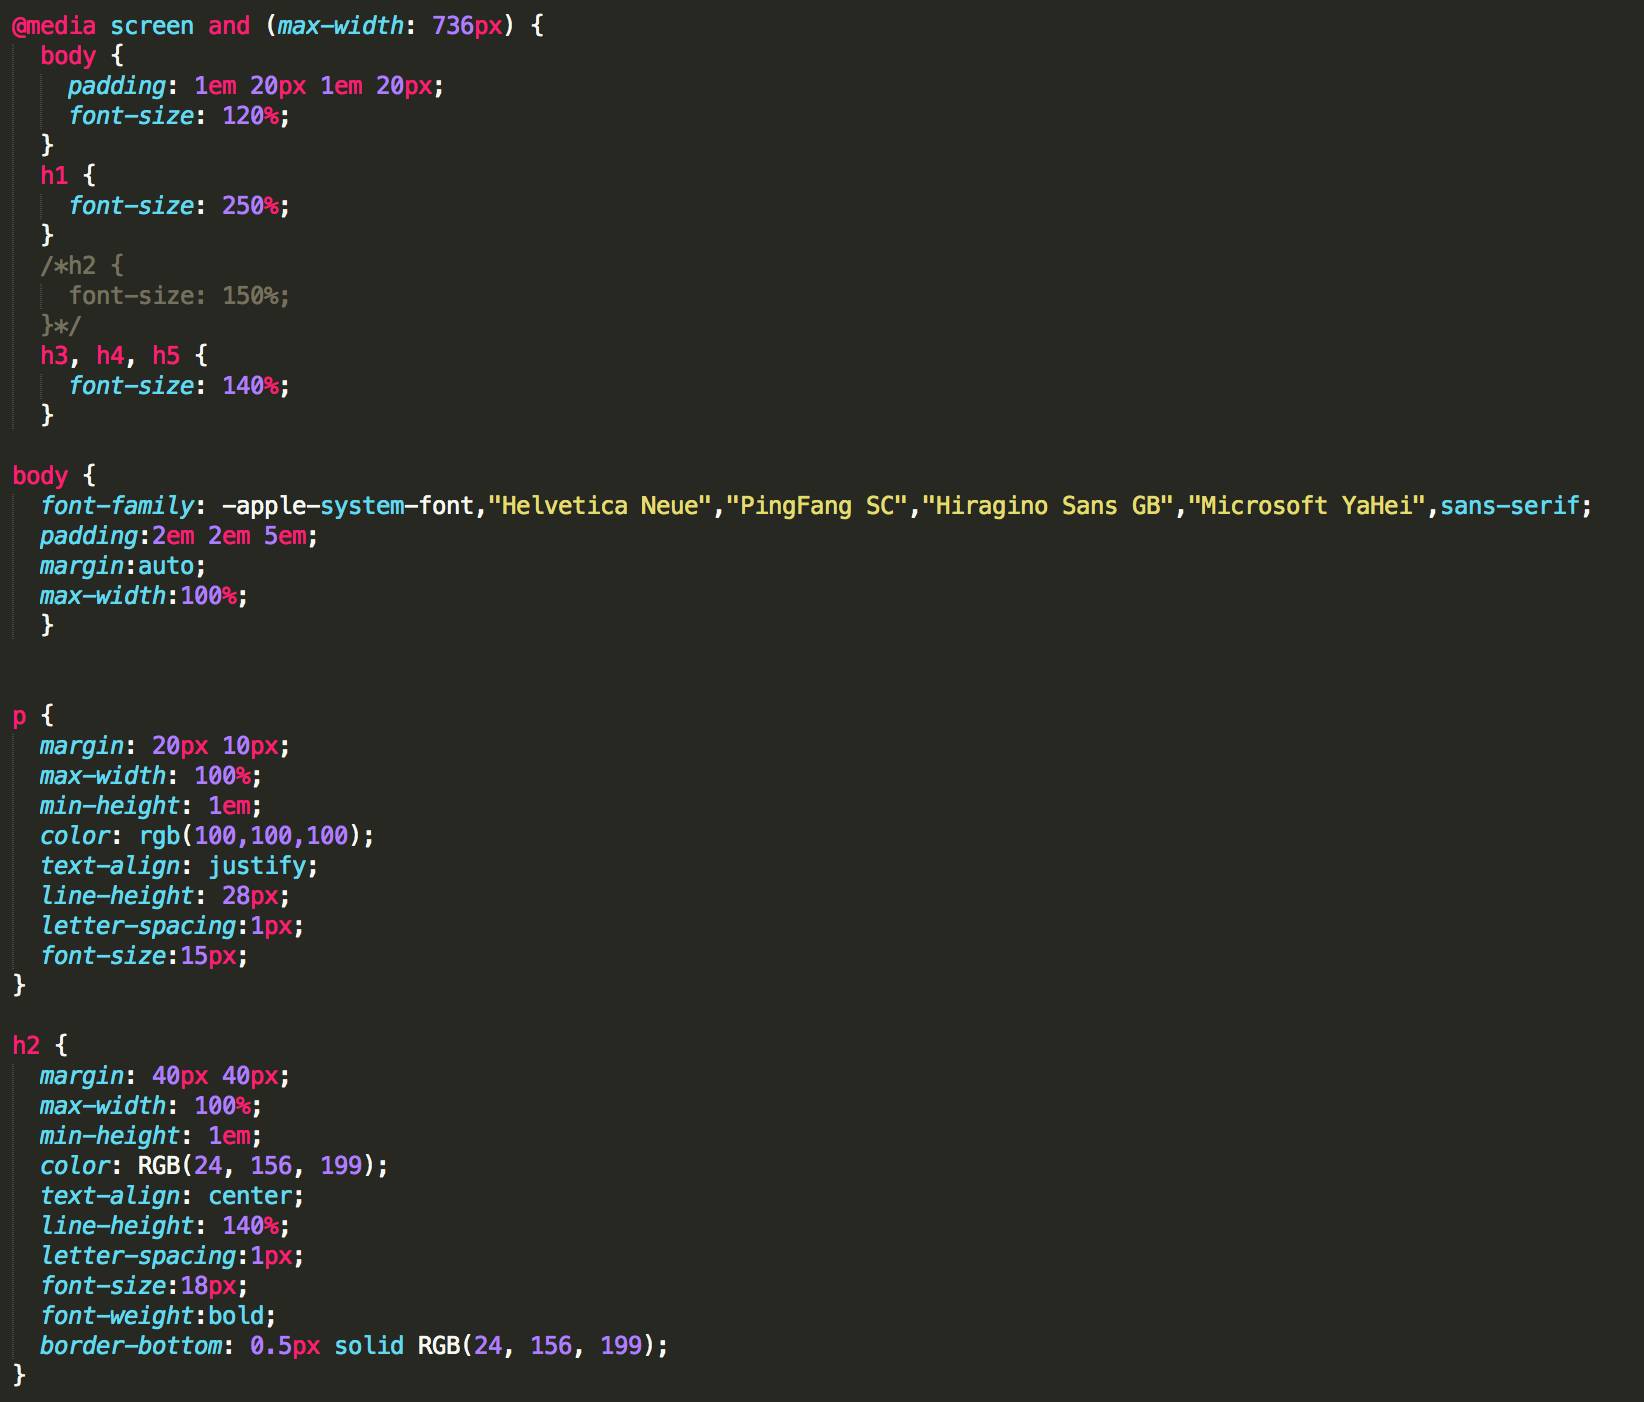 @media screen and (max-width: 736px) {
body {
padding: 1em 20px 1em 20px;
font-size: 120%;
}
h1 {
font-size: 250%;
}
/*h2 {
font-size: 150%;
}*/
h3, h4, h5 {
font-size: 140%;
}
body {
font-family: -apple-system-font,"Helvetica Neue","PingFang SC","Hiragino Sans GB","Microsoft YaHei",sans-serif;
padding:2em 2em 5em;
margin:auto;
max-width:100%;
}
p {
margin: 20px 10px;
max-width: 100%;
min-height: 1em;
color: rgb(100,100,100);
text-align: justify;
line-height: 28px;
letter-spacing:1px;
font-size:15px;
}
h2 {
margin: 40px 40px;
max-width: 100%;
min-height: 1em;
color: RGB(24, 156, 199);
text-align: center;
line-height: 140%;
letter-spacing:1px;
font-size:18px;
font-weight:bold;
border-bottom: 0.5px solid RGB(24, 156, 199);
}